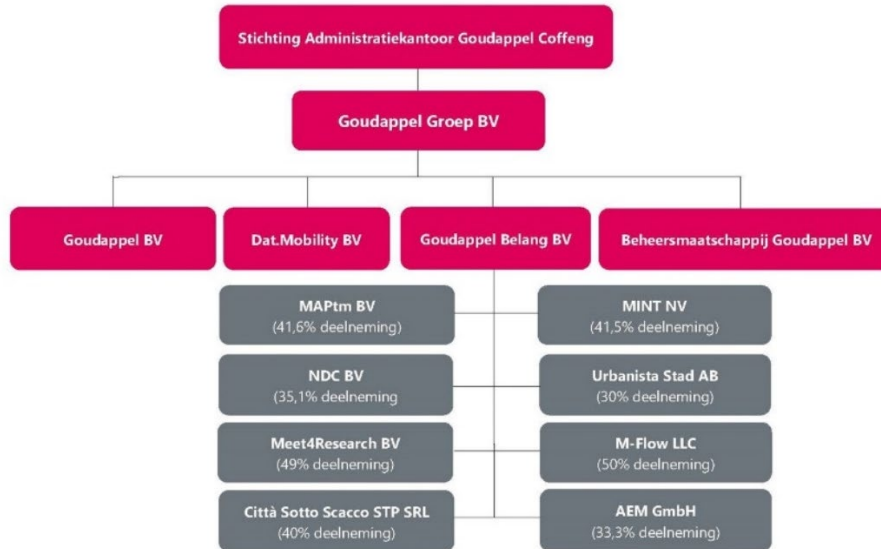 Stichting Administratiekantoor Goudappel Coffeng
Goudappel Groep BV
Goudappel BV
Dat.Mobility BV
Goudappel Belang BV
Beheersmaatschappij Goudappel BV
MAPtm BV
(41,6% deelneming)
MINT NV
(41,5% deelneming)
NDC BV
(35,1% deelneming
Urbanista Stad AB
(30% deelneming)
Meet4Research BV
(49% deelneming)
M-Flow LLC
(50% deelneming)
Città Sotto Scacco STP SRL
(40% deelneming)
AEM GmbH
(33,3% deelneming)